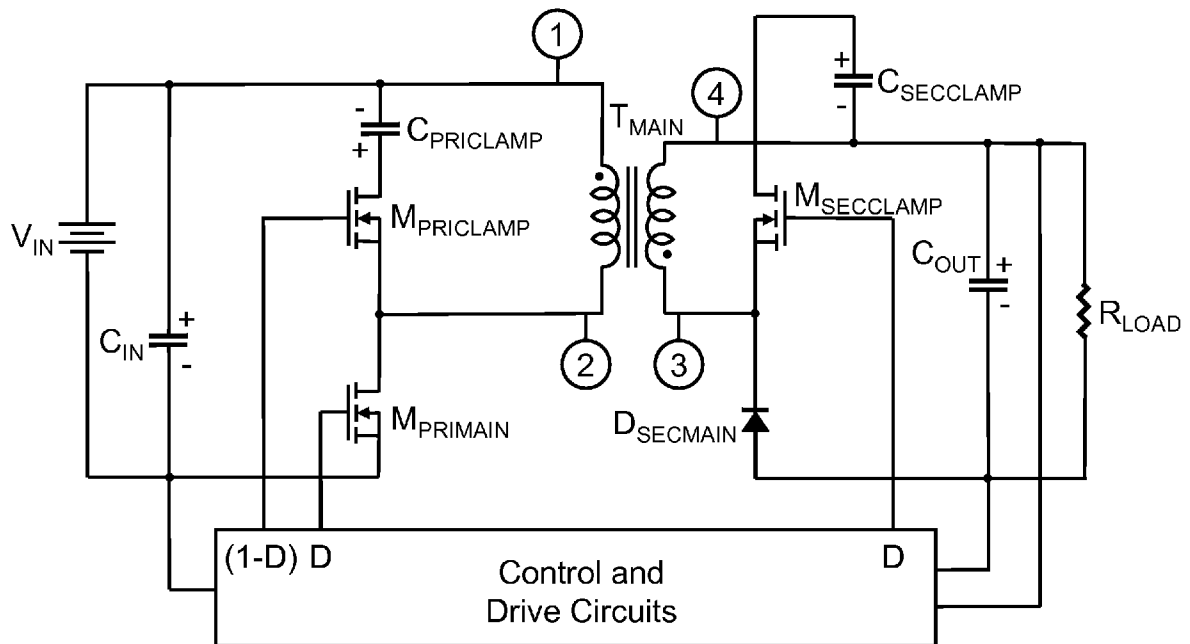 1
4
+
-
C_SECCLAMP
-
+
C_PRICLAMP
T_MAIN
M_PRICLAMP
M_SECCLAMP
V_IN
C_OUT
+
-
R_LOAD
C_IN
+
-
2
3
M_PRIMAIN
D_SECMAIN
(1-D) D
D
Control and
Drive Circuits